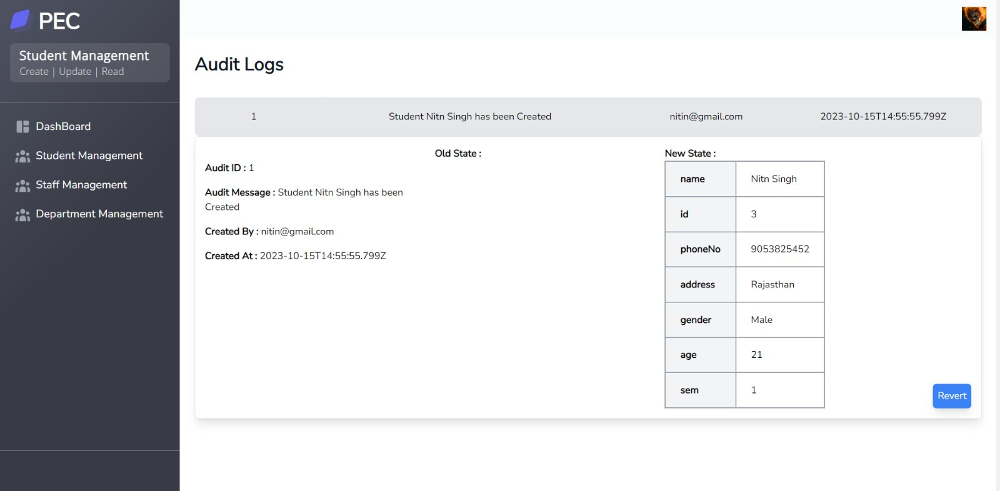 PEC
Student Management
Create | Update | Read
DashBoard
Student Management
Staff Management
Department Management
Audit Logs
1 Student Nitn Singh has been Created nitin@gmail.com 2023-10-15T14:55:55.799Z
Audit ID : 1
Audit Message : Student Nitn Singh has been
Created
Created By : nitin@gmail.com
Created At : 2023-10-15T14:55:55.799Z
Old State :
New State :
name Nitn Singh
id 3
phoneNo 9053825452
address Rajasthan
gender Male
age 21
sem 1
Revert